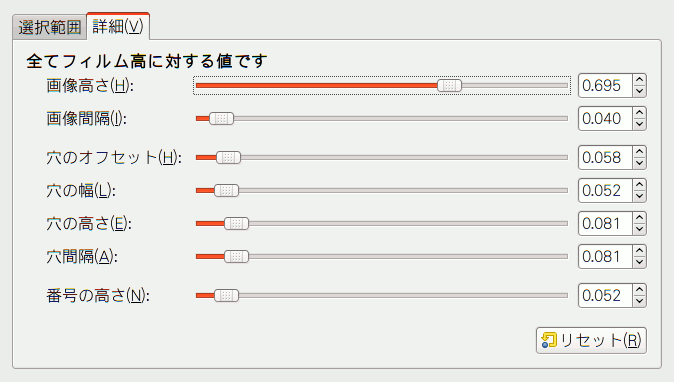 選択範囲 詳細(V)
全てフィルム高に対する値です
画像高さ(H): 0.695
画像間隔(I): 0.040
穴のオフセット(H): 0.058
穴の幅(L): 0.052
穴の高さ(E): 0.081
穴間隔(A): 0.081
番号の高さ(N): 0.052
リセット(R)